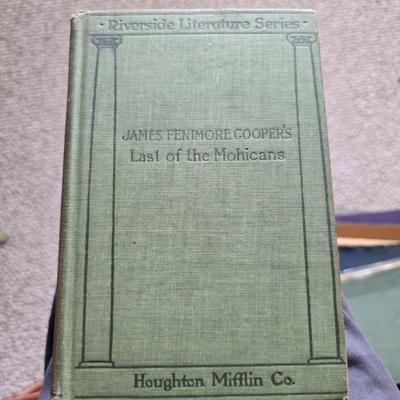 · Riverside Literature Series ·
JAMES FENIMORE COOPER'S
Last of the Mohicans
Houghton Mifflin Co.